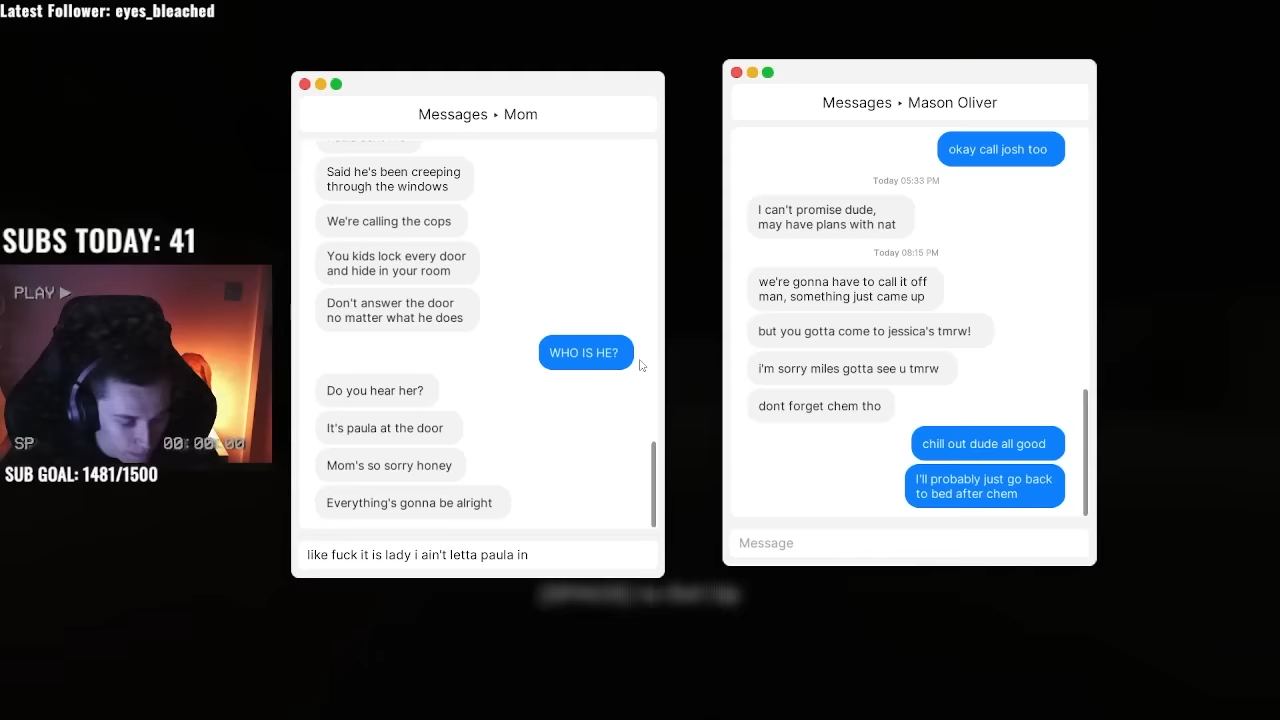 Latest Follower: eyes_bleached
SUBS TODAY: 41
PLAY
SP
00:00:00
SUB GOAL: 1481/1500
Messages ‣ Mom
Said he's been creeping
through the windows
We're calling the cops
You kids lock every door
and hide in your room
Don't answer the door
no matter what he does
WHO IS HE?
Do you hear her?
It's paula at the door
Mom's so sorry honey
Everything's gonna be alright
like fuck it is lady i ain't letta paula in
Messages ‣ Mason Oliver
okay call josh too
Today 05:33 PM
I can't promise dude,
may have plans with nat
Today 08:15 PM
we're gonna have to call it off
man, something just came up
but you gotta come to jessica's tmrw!
i'm sorry miles gotta see u tmrw
dont forget chem tho
chill out dude all good
I'll probably just go back
to bed after chem
Message